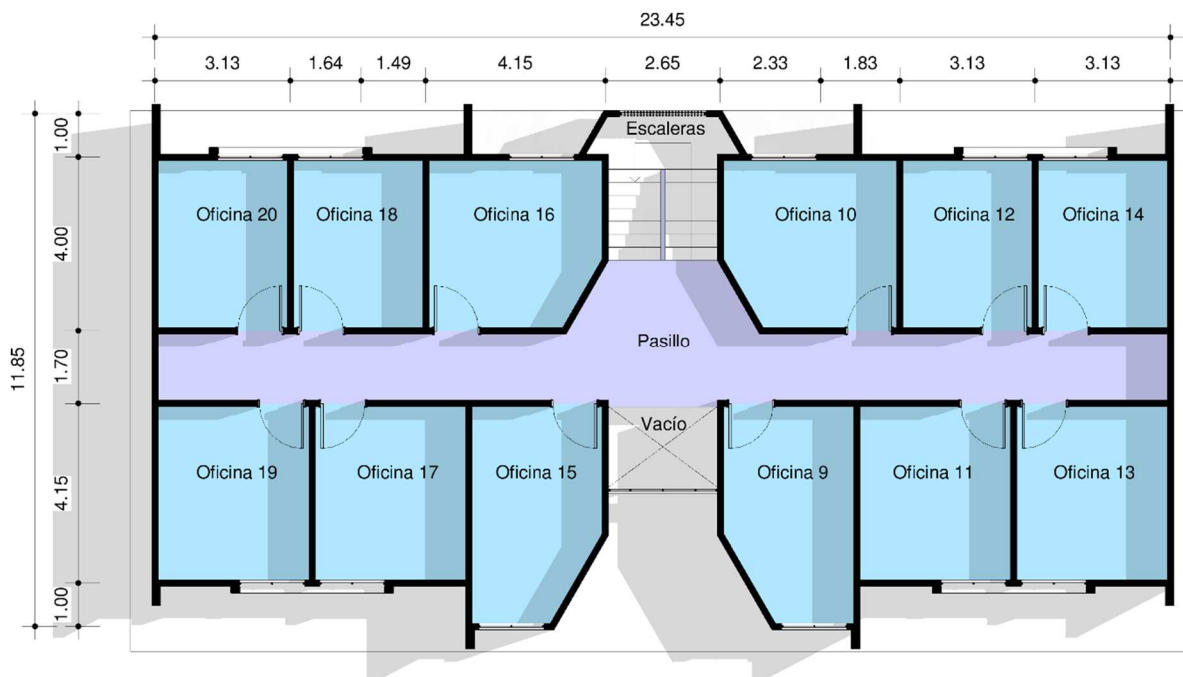 23.45
3.13 1.64 1.49 4.15 2.65 2.33 1.83 3.13 3.13
11.85
1.00
4.00
1.70
4.15
1.00
Escaleras
Oficina 20 Oficina 18 Oficina 16 Oficina 10 Oficina 12 Oficina 14
Pasillo
Vacío
Oficina 19 Oficina 17 Oficina 15 Oficina 9 Oficina 11 Oficina 13